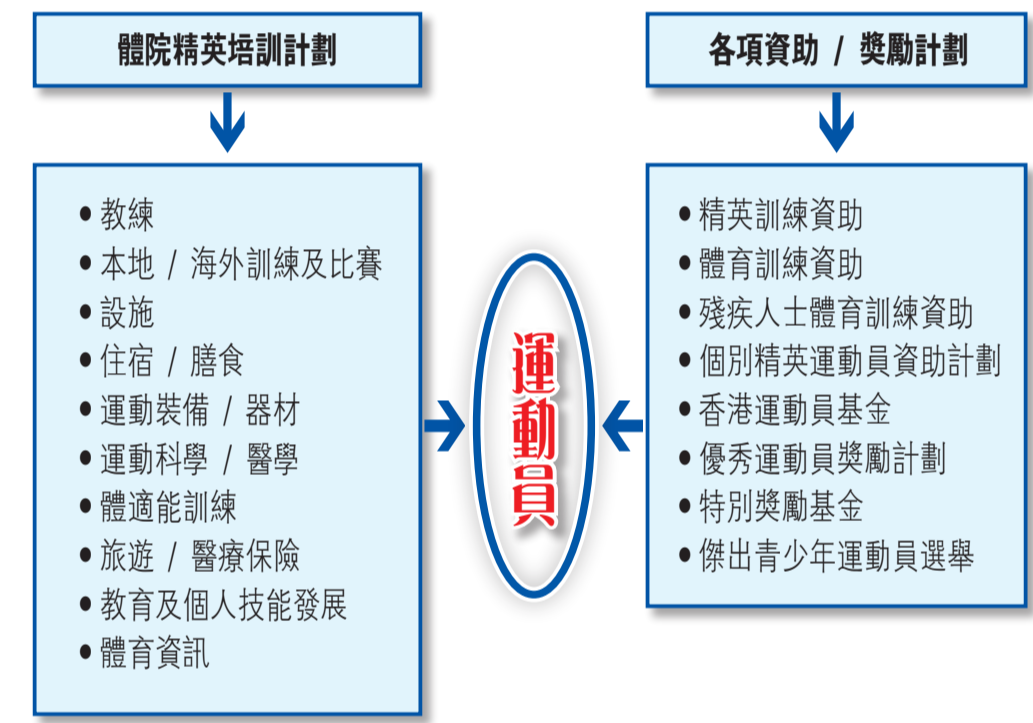 體院精英培訓計劃
• 教練
• 本地 / 海外訓練及比賽
• 設施
• 住宿 / 膳食
• 運動裝備 / 器材
• 運動科學 / 醫學
• 體適能訓練
• 旅遊 / 醫療保險
• 教育及個人技能發展
• 體育資訊
運動員
各項資助 / 獎勵計劃
• 精英訓練資助
• 體育訓練資助
• 殘疾人士體育訓練資助
• 個別精英運動員資助計劃
• 香港運動員基金
• 優秀運動員獎勵計劃
• 特別獎勵基金
• 傑出青少年運動員選舉